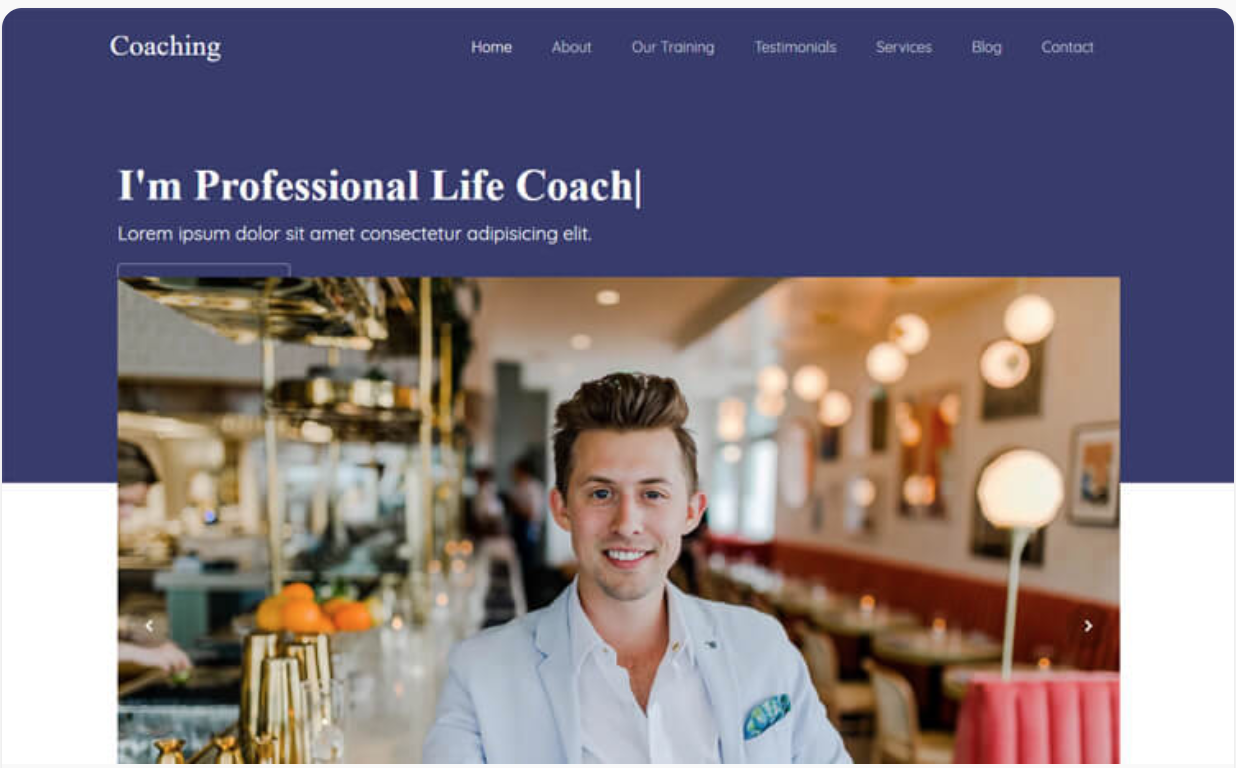 Coaching
Home About Our Training Testimonials Services Blog Contact
I'm Professional Life Coach|
Lorem ipsum dolor sit amet consectetur adipisicing elit.